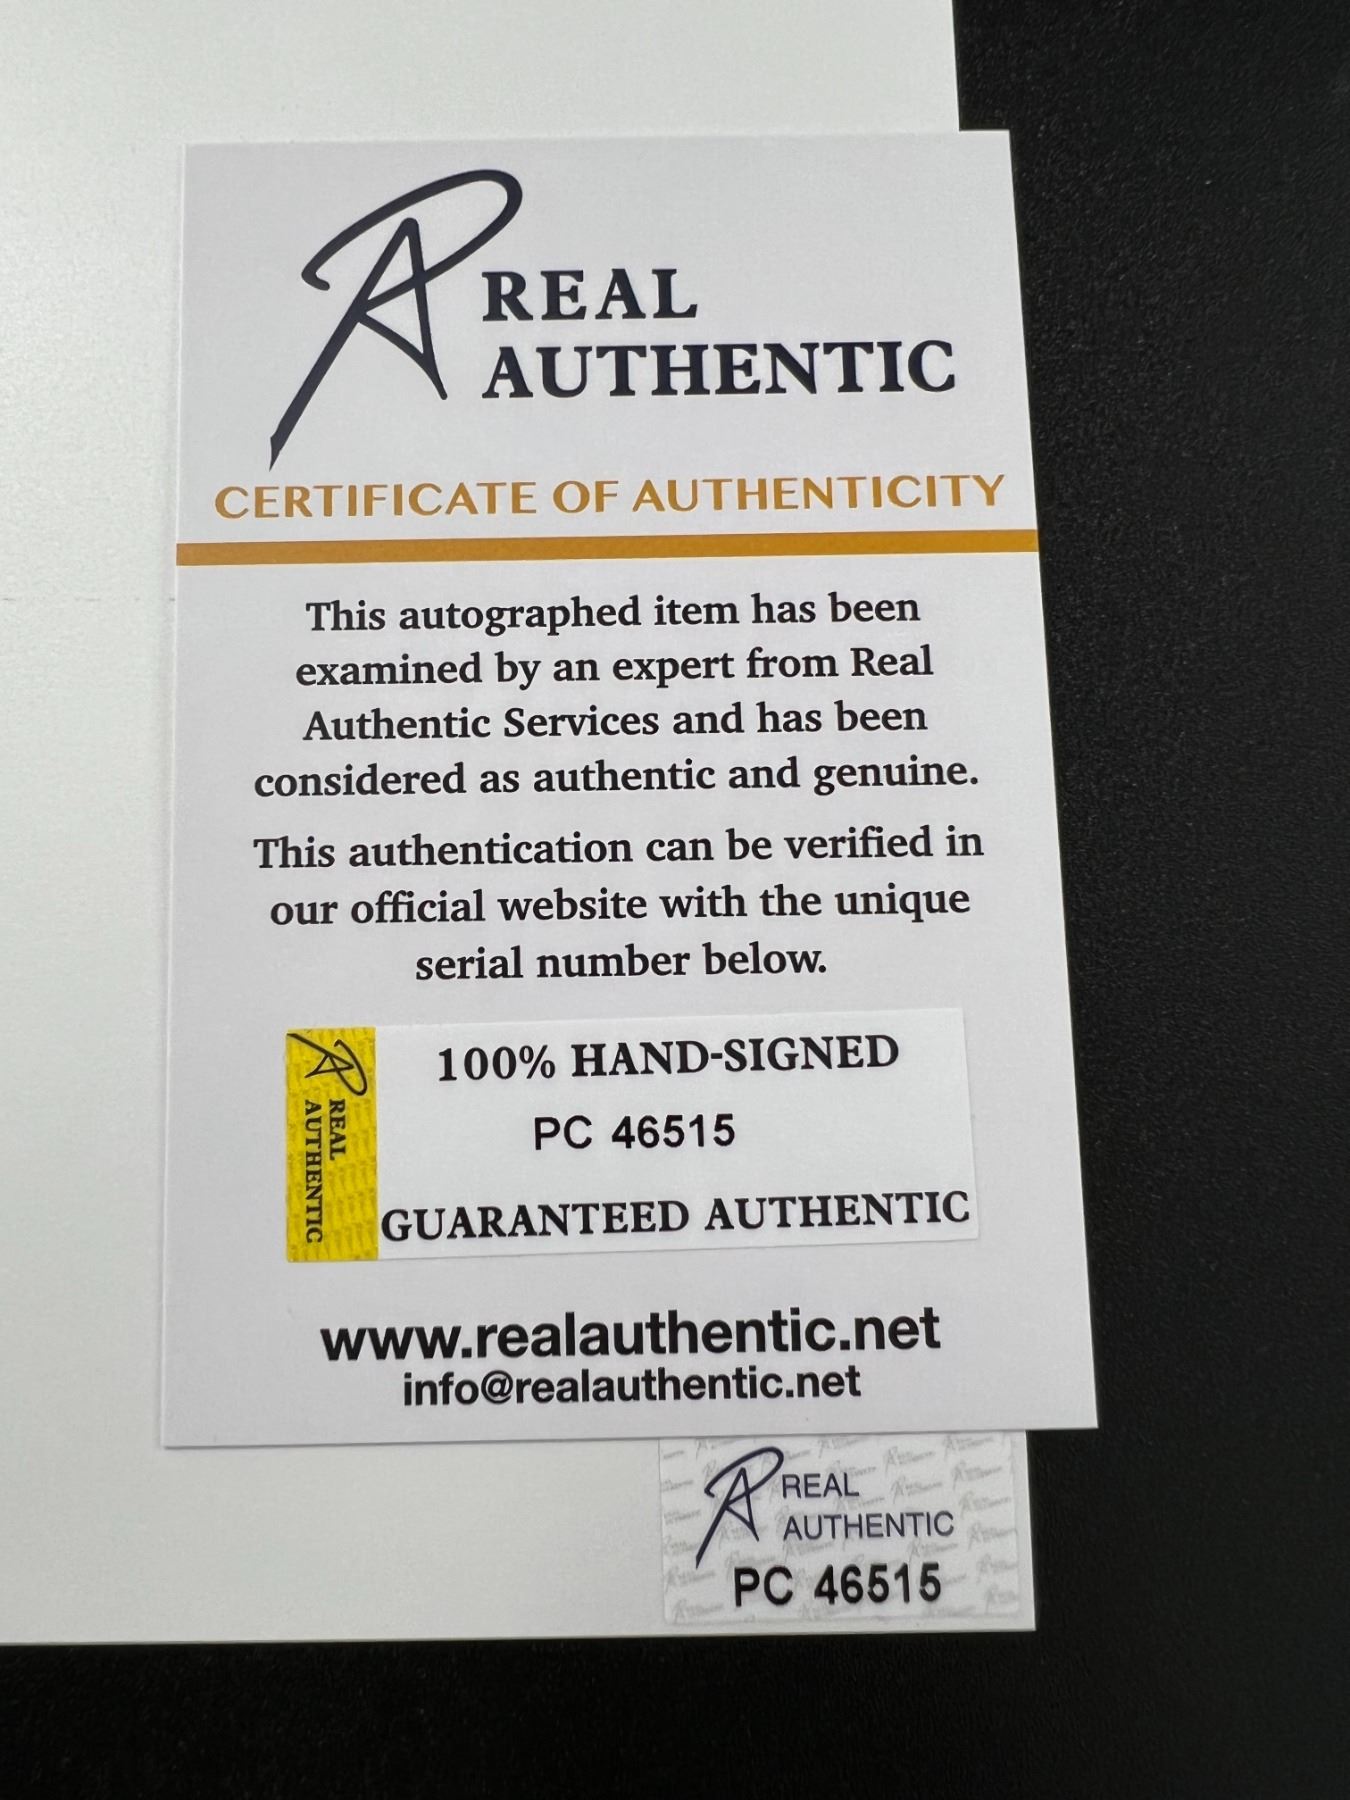 REAL
AUTHENTIC
CERTIFICATE OF AUTHENTICITY
This autographed item has been
examined by an expert from Real
Authentic Services and has been
considered as authentic and genuine.
This authentication can be verified in
our official website with the unique
serial number below.
REAL
AUTHENTIC
100% HAND-SIGNED
PC 46515
GUARANTEED AUTHENTIC
www.realauthentic.net
info@realauthentic.net
REAL
AUTHENTIC
PC 46515